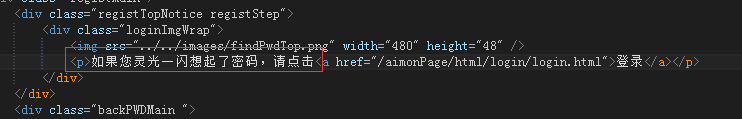 <div class="registTopNotice registStep">
<div class="loginImgWrap">
<img src="../../images/findPwdTop.png" width="480" height="48" />
<p>如果您灵光一闪想起了密码，请点击<a href="/aimonPage/html/login/login.html">登录</a></p>
</div>
</div>
<div class="backPWDMain ">